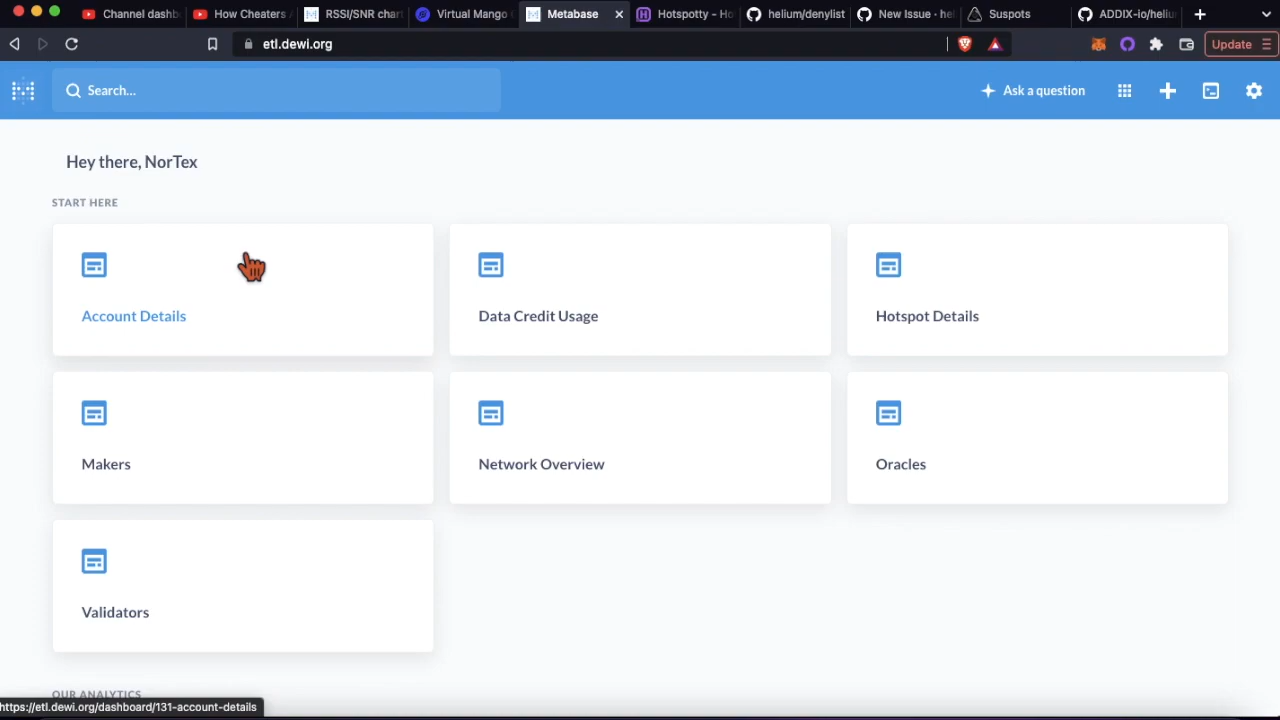 Channel dashb
How Cheaters
RSSI/SNR char
Virtual Mango
Metabase
Hotspotty – Ho
helium/denylist
New Issue · hel
Suspots
ADDIX-io/heliu
etl.dewi.org
Update
Search...
Ask a question
Hey there, NorTex
START HERE
Account Details
Data Credit Usage
Hotspot Details
Makers
Network Overview
Oracles
Validators
OUR ANALYTICS
https://etl.dewi.org/dashboard/131-account-details